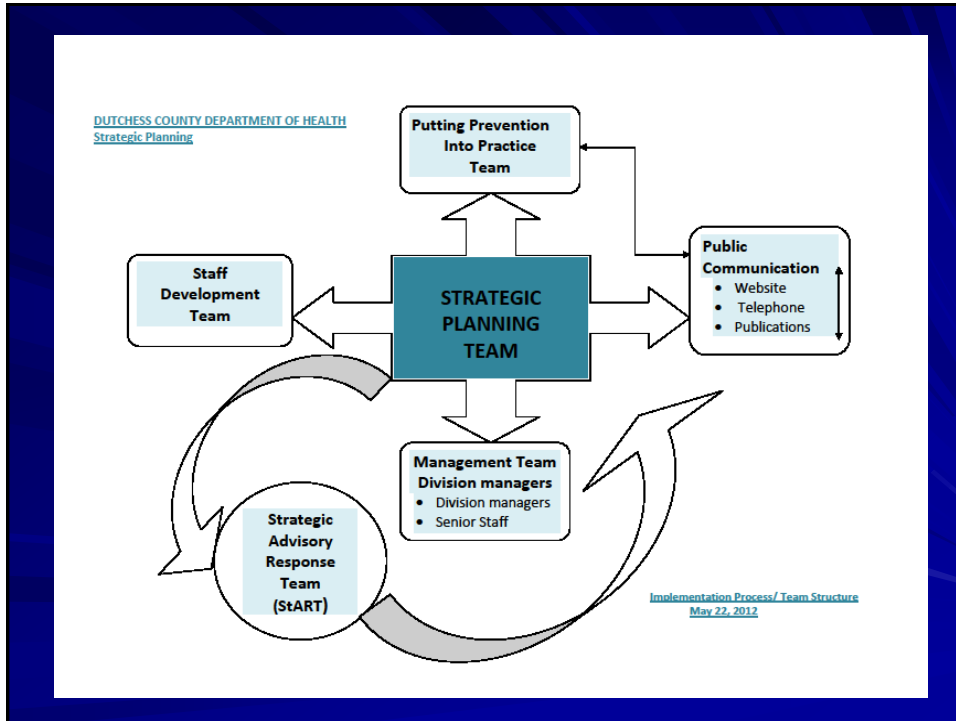 DUTCHESS COUNTY DEPARTMENT OF HEALTH
Strategic Planning
Putting Prevention
Into Practice
Team
Staff
Development
Team
STRATEGIC
PLANNING
TEAM
Public
Communication
• Website
• Telephone
• Publications
Management Team
Division managers
• Division managers
• Senior Staff
Strategic
Advisory
Response
Team
(StART)
Implementation Process/ Team Structure
May 22, 2012